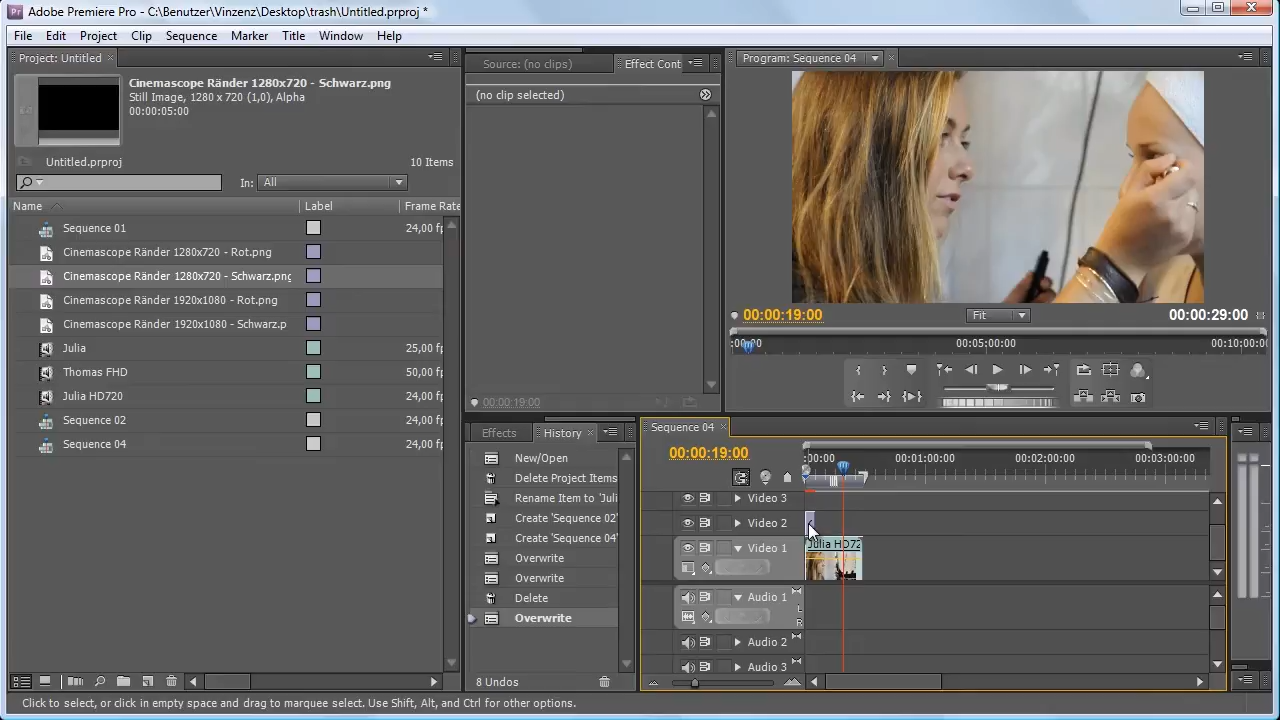 Adobe Premiere Pro - C:\Benutzer\Vinzenz\Desktop\trash\Untitled.prproj *
File Edit Project Clip Sequence Marker Title Window Help
Project: Untitled
Cinemascope Ränder 1280x720 - Schwarz.png
Still Image, 1280 x 720 (1,0), Alpha
00:00:05:00
Untitled.prproj
10 Items
In: All
Name Label Frame Rate
Sequence 01 24,00 fp
Cinemascope Ränder 1280x720 - Rot.png
Cinemascope Ränder 1280x720 - Schwarz.png
Cinemascope Ränder 1920x1080 - Rot.png
Cinemascope Ränder 1920x1080 - Schwarz.p
Julia 25,00 fp
Thomas FHD 50,00 fp
Julia HD720 24,00 fp
Sequence 02 24,00 fp
Sequence 04 24,00 fp
Source: (no clips) Effect Cont
(no clip selected)
00:00:19:00
Program: Sequence 04
00:00:19:00 Fit 00:00:29:00
:00:00 00:05:00:00 00:10:00:0
Effects History
New/Open
Delete Project Items
Rename Item to 'Juli
Create 'Sequence 02'
Create 'Sequence 04'
Overwrite
Overwrite
Delete
Overwrite
8 Undos
Sequence 04
00:00:19:00
:00:00 00:01:00:00 00:02:00:00 00:03:00:00
Video 3
Video 2
Video 1
Julia HD72
Audio 1
L
R
Audio 2
Audio 3
Click to select, or click in empty space and drag to marquee select. Use Shift, Alt, and Ctrl for other options.